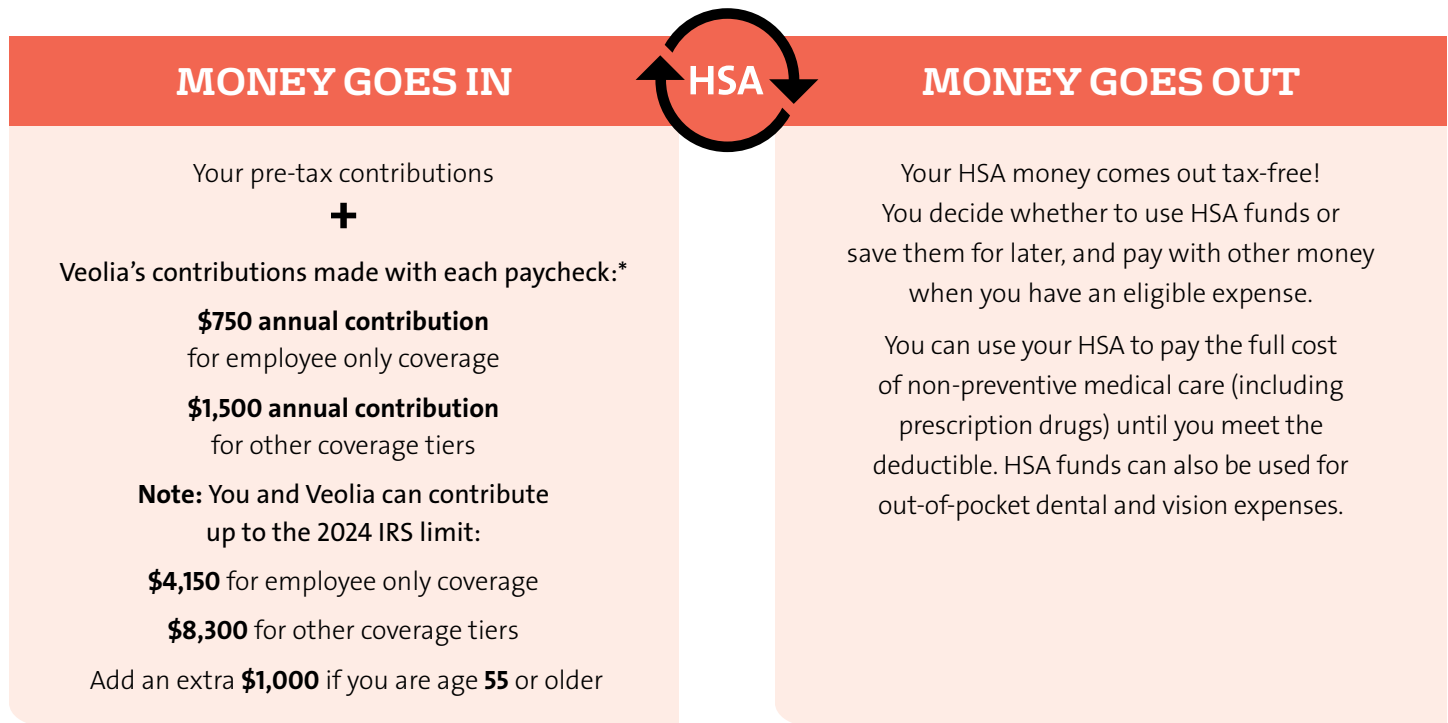 MONEY GOES IN
Your pre-tax contributions
+
Veolia's contributions made with each paycheck:*
$750 annual contribution
for employee only coverage
$1,500 annual contribution
for other coverage tiers
Note: You and Veolia can contribute
up to the 2024 IRS limit:
$4,150 for employee only coverage
$8,300 for other coverage tiers
Add an extra $1,000 if you are age 55 or older
HSA
MONEY GOES OUT
Your HSA money comes out tax-free!
You decide whether to use HSA funds or
save them for later, and pay with other money
when you have an eligible expense.
You can use your HSA to pay the full cost
of non-preventive medical care (including
prescription drugs) until you meet the
deductible. HSA funds can also be used for
out-of-pocket dental and vision expenses.